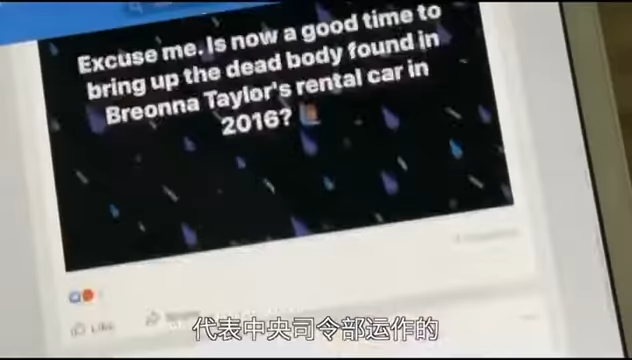 Excuse me. Is now a good time to
bring up the dead body found in
Breonna Taylor's rental car in
2016?
Like
代表中央司令部运作的